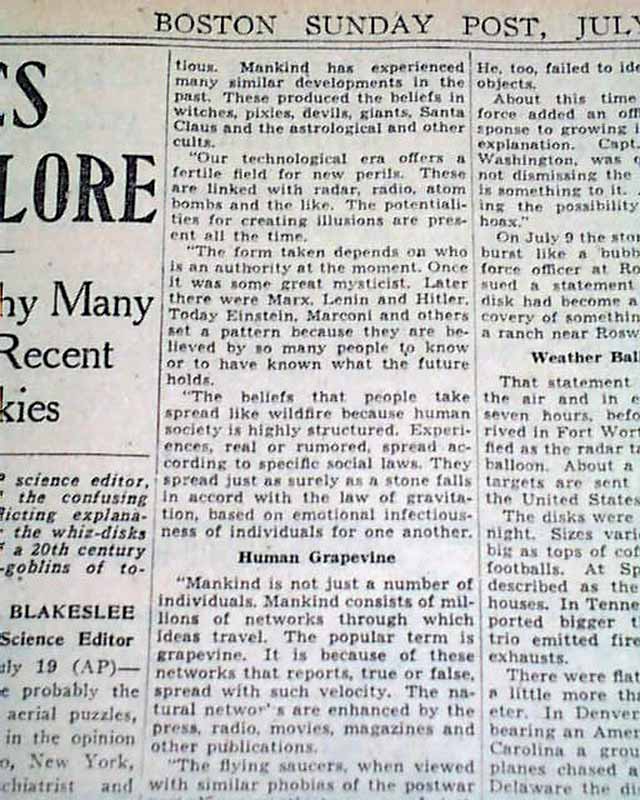 BOSTON SUNDAY POST, JULY
ES
LORE
hy Many
Recent
kies
science editor,
the confusing
licting explana-
the whiz-disks
a 20th century
-goblins of to-
BLAKESLEE
Science Editor
uly 19 (AP)—
e probably the
aerial puzzles,
in the opinion
o, New York,
chiatrist and
tious. Mankind has experienced
many similar developments in the
past. These produced the beliefs in
witches, pixies, devils, giants, Santa
Claus and the astrological and other
cults.
"Our technological era offers a
fertile field for new perils. These
are linked with radar, radio, atom
bombs and the like. The potentiali-
ties for creating illusions are pres-
ent all the time.
"The form taken depends on who
is an authority at the moment. Once
it was some great mysticist. Later
there were Marx, Lenin and Hitler.
Today Einstein, Marconi and others
set a pattern because they are be-
lieved by so many people to know
or to have known what the future
holds.
"The beliefs that people take
spread like wildfire because human
society is highly structured. Experi-
ences, real or rumored, spread ac-
cording to specific social laws. They
spread just as surely as a stone falls
in accord with the law of gravita-
tion, based on emotional infectious-
ness of individuals for one another.
Human Grapevine
"Mankind is not just a number of
individuals. Mankind consists of mil-
lions of networks through which
ideas travel. The popular term is
grapevine. It is because of these
networks that reports, true or false,
spread with such velocity. The na-
tural networ's are enhanced by the
press, radio, movies, magazines and
other publications.
"The flying saucers, when viewed
with similar phobias of the postwar
He, too, failed to ide
objects.
About this time
force added an offi
sponse to growing i
explanation. Capt.
Washington, was
not dismissing the
is something to it.
ing the possibility
hoax."
On July 9 the stor
burst like a "bubb
force officer at Ro
sued a statement
disk had become a
covery of somethin
a ranch near Rosw
Weather Ball
That statement
the air and in e
seven hours, befo
rived in Fort Wort
fied as the radar ta
balloon. About a
targets are sent
the United States
The disks were
night. Sizes vari
big as tops of cof
footballs. At Sp
described as the
houses. In Tenne
ported bigger t
trio emitted fire
exhausts.
There were flat
a little more th
eter. In Denver
bearing an Amer
Carolina a grou
planes chased a
Delaware the di